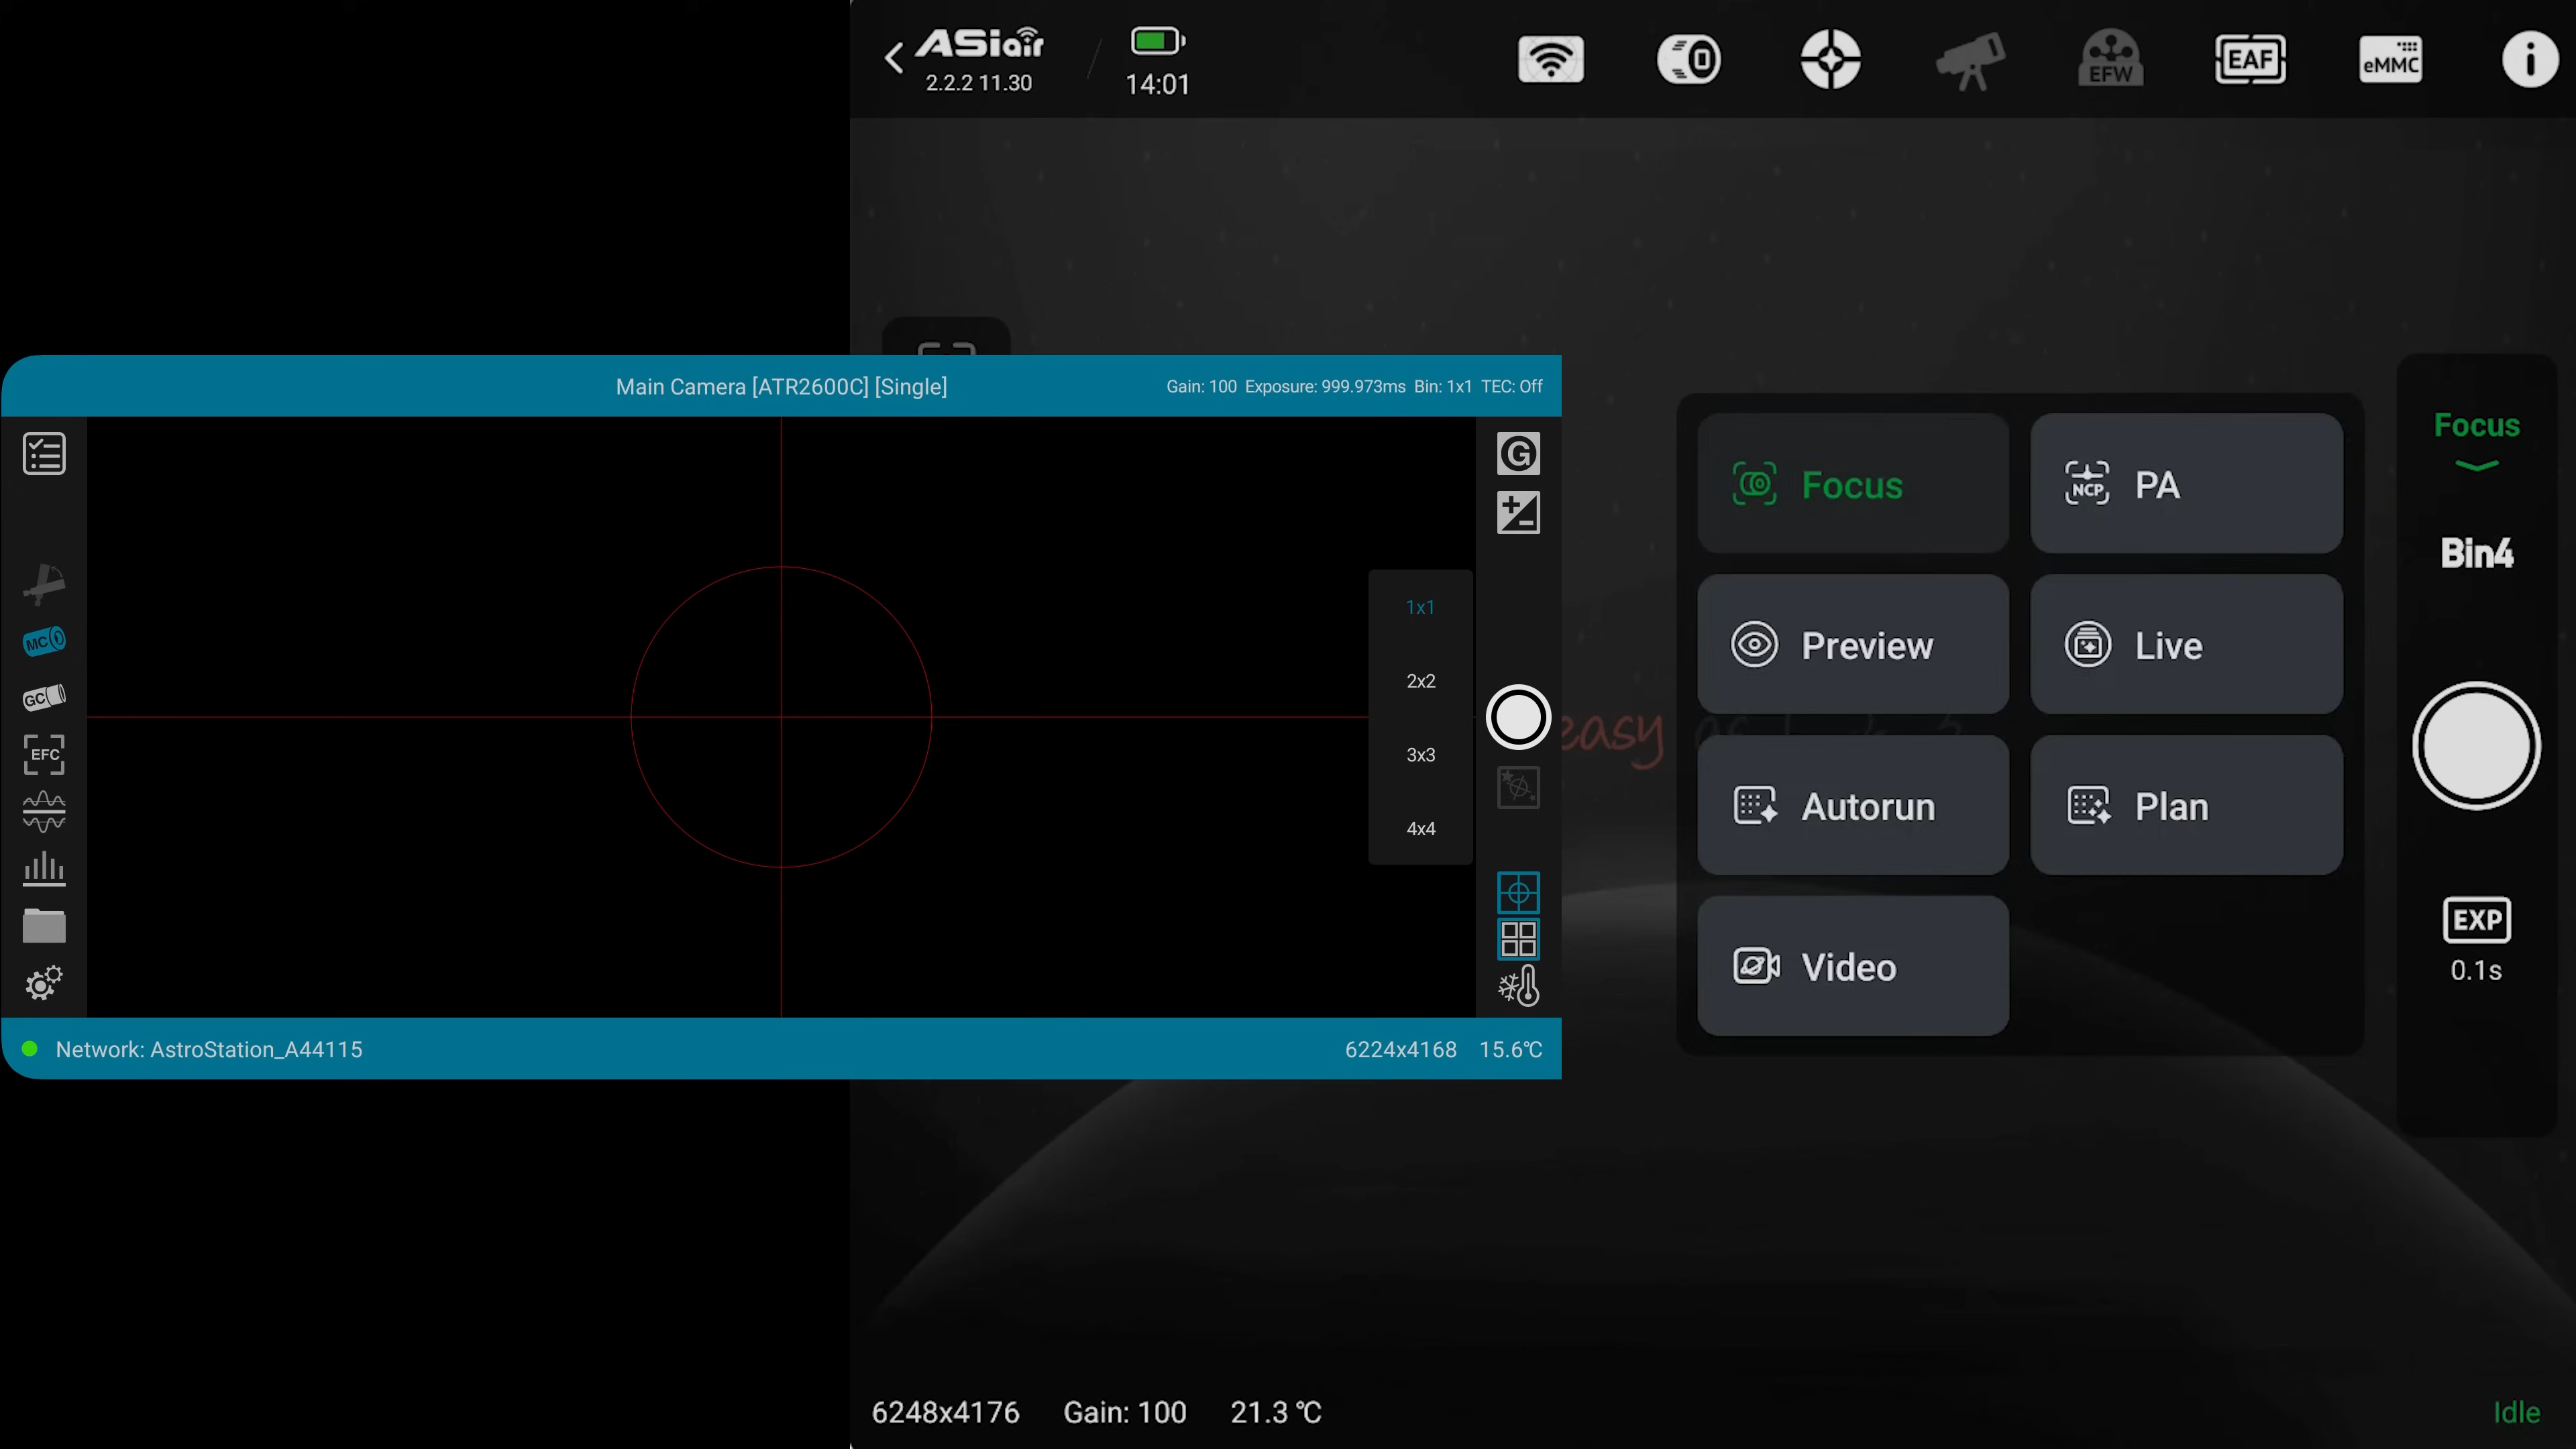 ASiair
2.2.2 11.30
14:01
EFW
EAF
eMMC
i
Main Camera [ATR2600C] [Single]
Gain: 100 Exposure: 999.973ms Bin: 1x1 TEC: Off
G
MC
GC
EFC
1x1
2x2
3x3
4x4
Network: AstroStation_A44115
6224x4168 15.6°C
easy as
Focus
NCP PA
Preview
Live
Autorun
Plan
Video
Focus
Bin4
EXP
0.1s
6248x4176 Gain: 100 21.3 °C
Idle